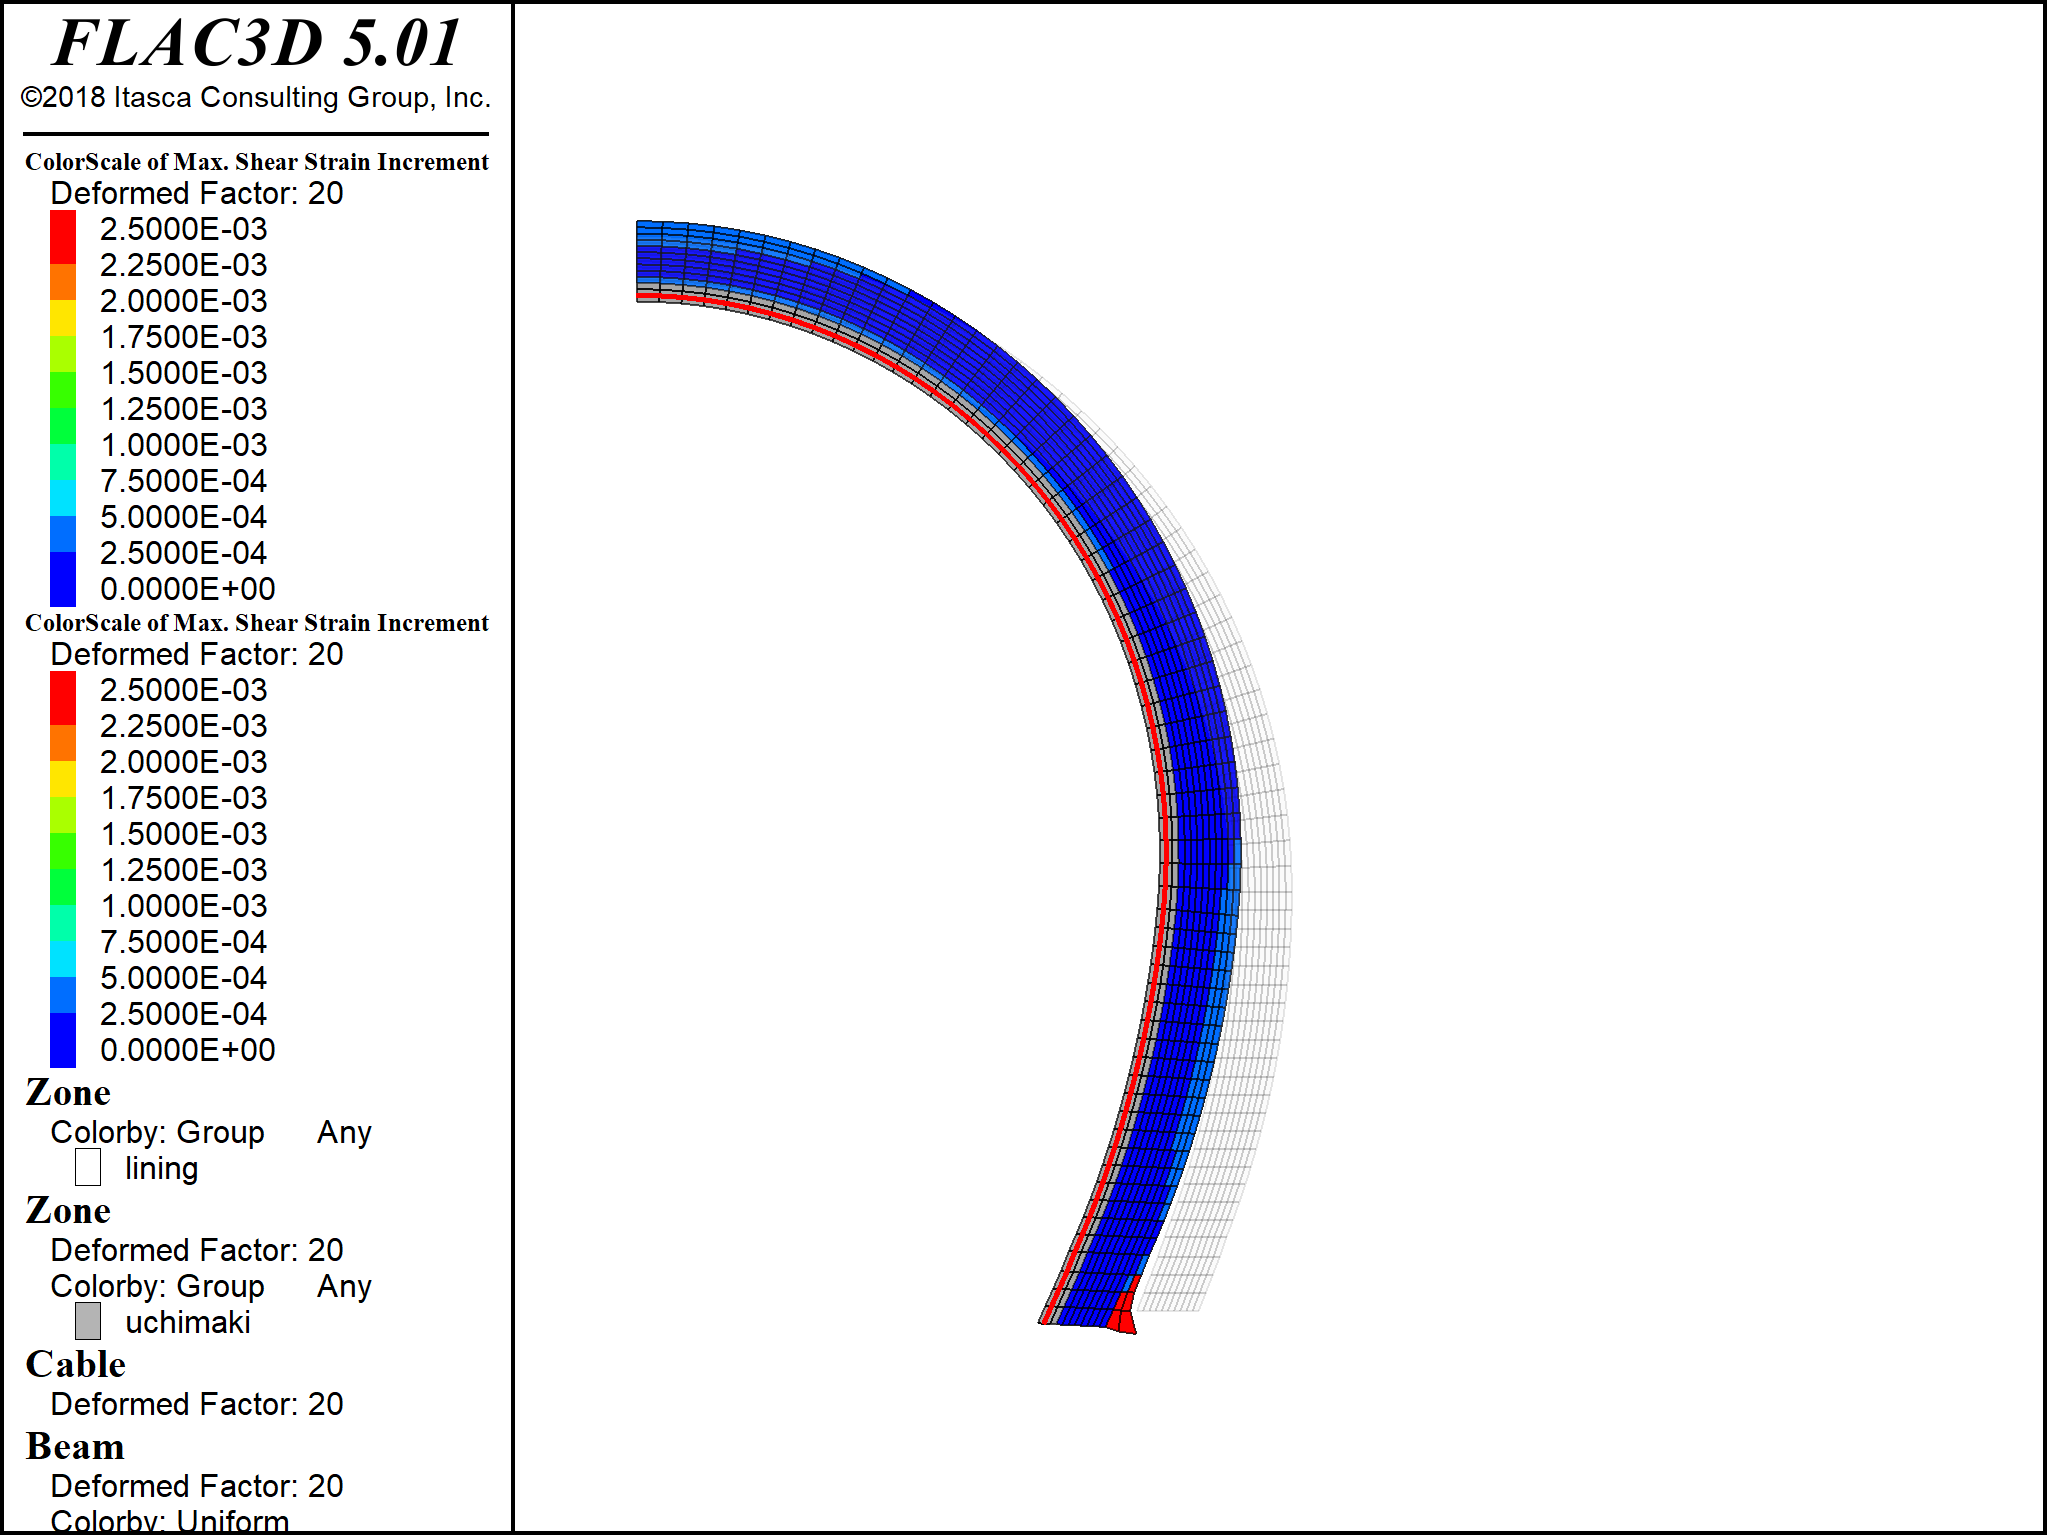 FLAC3D 5.01
©2018 Itasca Consulting Group, Inc.
ColorScale of Max. Shear Strain Increment
Deformed Factor: 20
2.5000E-03
2.2500E-03
2.0000E-03
1.7500E-03
1.5000E-03
1.2500E-03
1.0000E-03
7.5000E-04
5.0000E-04
2.5000E-04
0.0000E+00
ColorScale of Max. Shear Strain Increment
Deformed Factor: 20
2.5000E-03
2.2500E-03
2.0000E-03
1.7500E-03
1.5000E-03
1.2500E-03
1.0000E-03
7.5000E-04
5.0000E-04
2.5000E-04
0.0000E+00
Zone
Colorby: Group Any
lining
Zone
Deformed Factor: 20
Colorby: Group Any
uchimaki
Cable
Deformed Factor: 20
Beam
Deformed Factor: 20
Colorby: Uniform